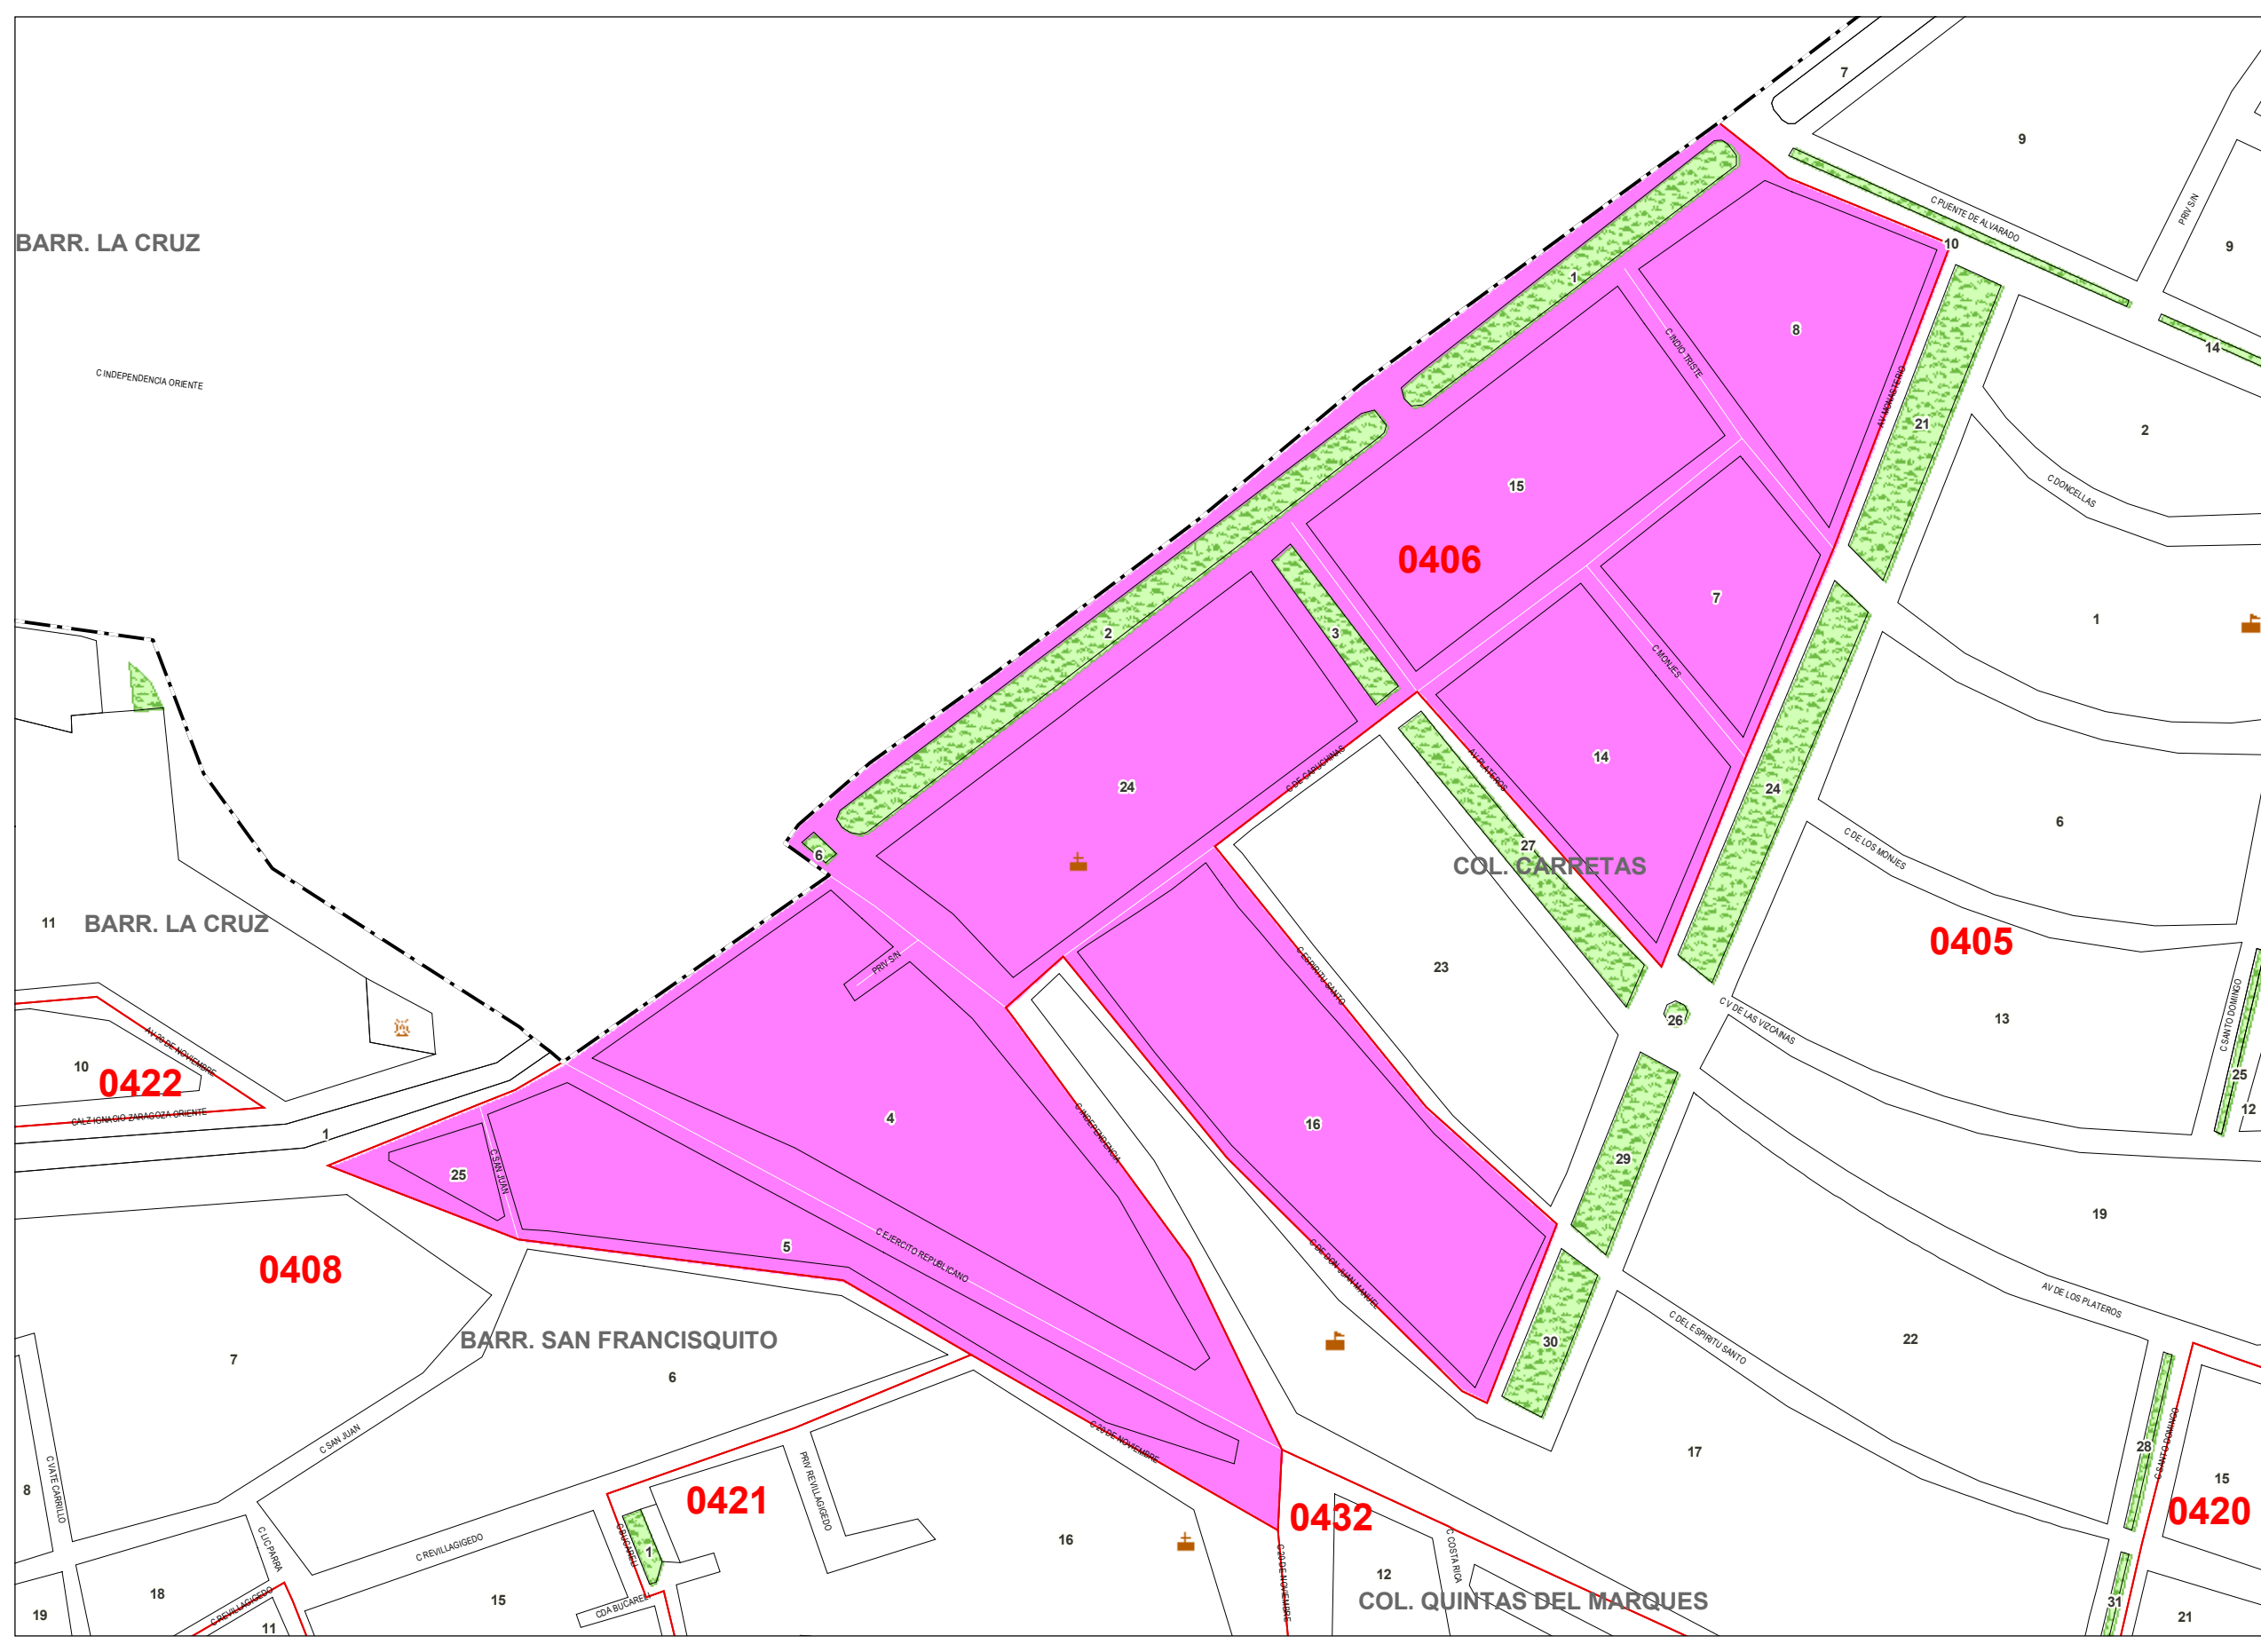 7
9
C PUENTE DE ALVARADO
PRIV S/N
BARR. LA CRUZ
10
9
1
8
C INDIO TRISTE
14
C INDEPENDENCIA ORIENTE
AV MONASTERIO
21
2
15
C DONCELLAS
0406
7
1
2
3
C MONJES
AV PLATEROS
14
C DE CAPUCHINAS
24
24
6
27
C DE LOS MONJES
6
COL. CARRETAS
11
BARR. LA CRUZ
0405
PRIV S/N
C ESPIRITU SANTO
23
C V DE LAS VIZCAINAS
26
13
C SANTO DOMINGO
AV 20 DE NOVIEMBRE
10
0422
25
12
CALZ IGNACIO ZARAGOZA ORIENTE
1
4
C INDEPENDENCIA
16
29
25
C SAN JUAN
19
5
C EJERCITO REPUBLICANO
0408
C DE DON JUAN MANUEL
AV DE LOS PLATEROS
BARR. SAN FRANCISQUITO
30
C DEL ESPIRITU SANTO
22
7
6
C SAN JUAN
C 20 DE NOVIEMBRE
17
28
C SANTO DOMINGO
15
C VATE CARRILLO
8
PRIV REVILLAGIGEDO
0421
0432
0420
C LIC PARRA
C REVILLAGIGEDO
C BUCARELI
1
16
C COSTA RICA
C 20 DE NOVIEMBRE
12
18
15
COL. QUINTAS DEL MARQUES
31
19
C REVILLAGIGEDO
11
CDA BUCARELI
21